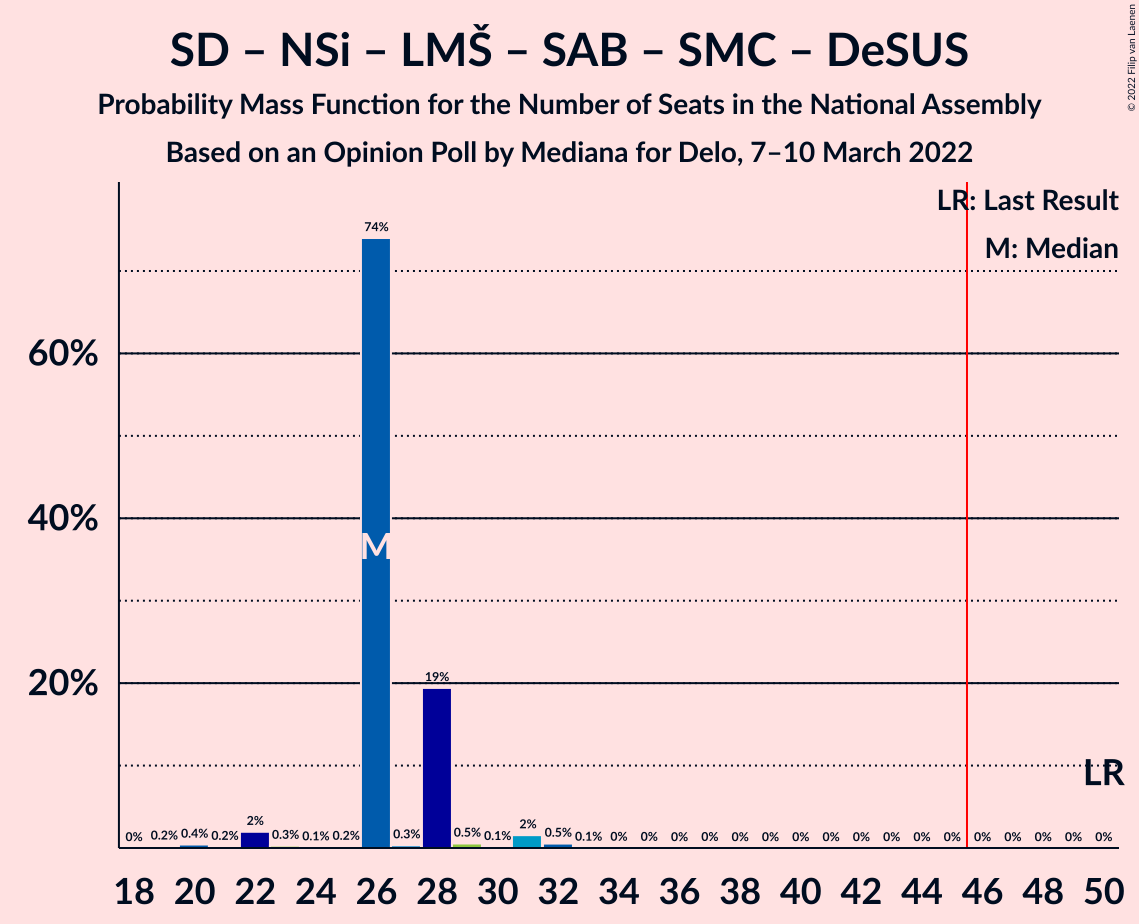 SD – NSi – LMŠ – SAB – SMC – DeSUS
Probability Mass Function for the Number of Seats in the National Assembly
Based on an Opinion Poll by Mediana for Delo, 7–10 March 2022
© 2022 Filip van Laenen
LR: Last Result
M: Median
60%
40%
20%
74%
M
19%
LR
0% 0.2% 0.4% 0.2% 2% 0.3% 0.1% 0.2% 0.3% 0.5% 0.1% 2% 0.5% 0.1% 0% 0% 0% 0% 0% 0% 0% 0% 0% 0% 0% 0% 0% 0% 0% 0% 0%
18 20 22 24 26 28 30 32 34 36 38 40 42 44 46 48 50